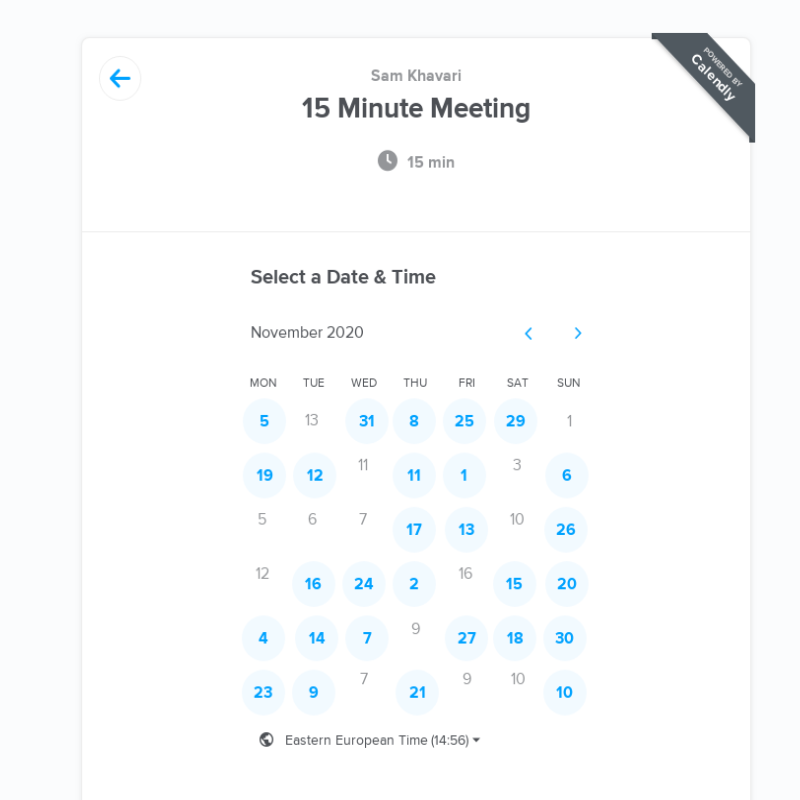 POWERED BY
Calendly
Sam Khavari
15 Minute Meeting
15 min
Select a Date & Time
November 2020
MON TUE WED THU FRI SAT SUN
5 13 31 8 25 29 1
19 12 11 11 1 3 6
5 6 7 17 13 10 26
12 16 24 2 16 15 20
4 14 7 9 27 18 30
23 9 7 21 9 10 10
Eastern European Time (14:56)